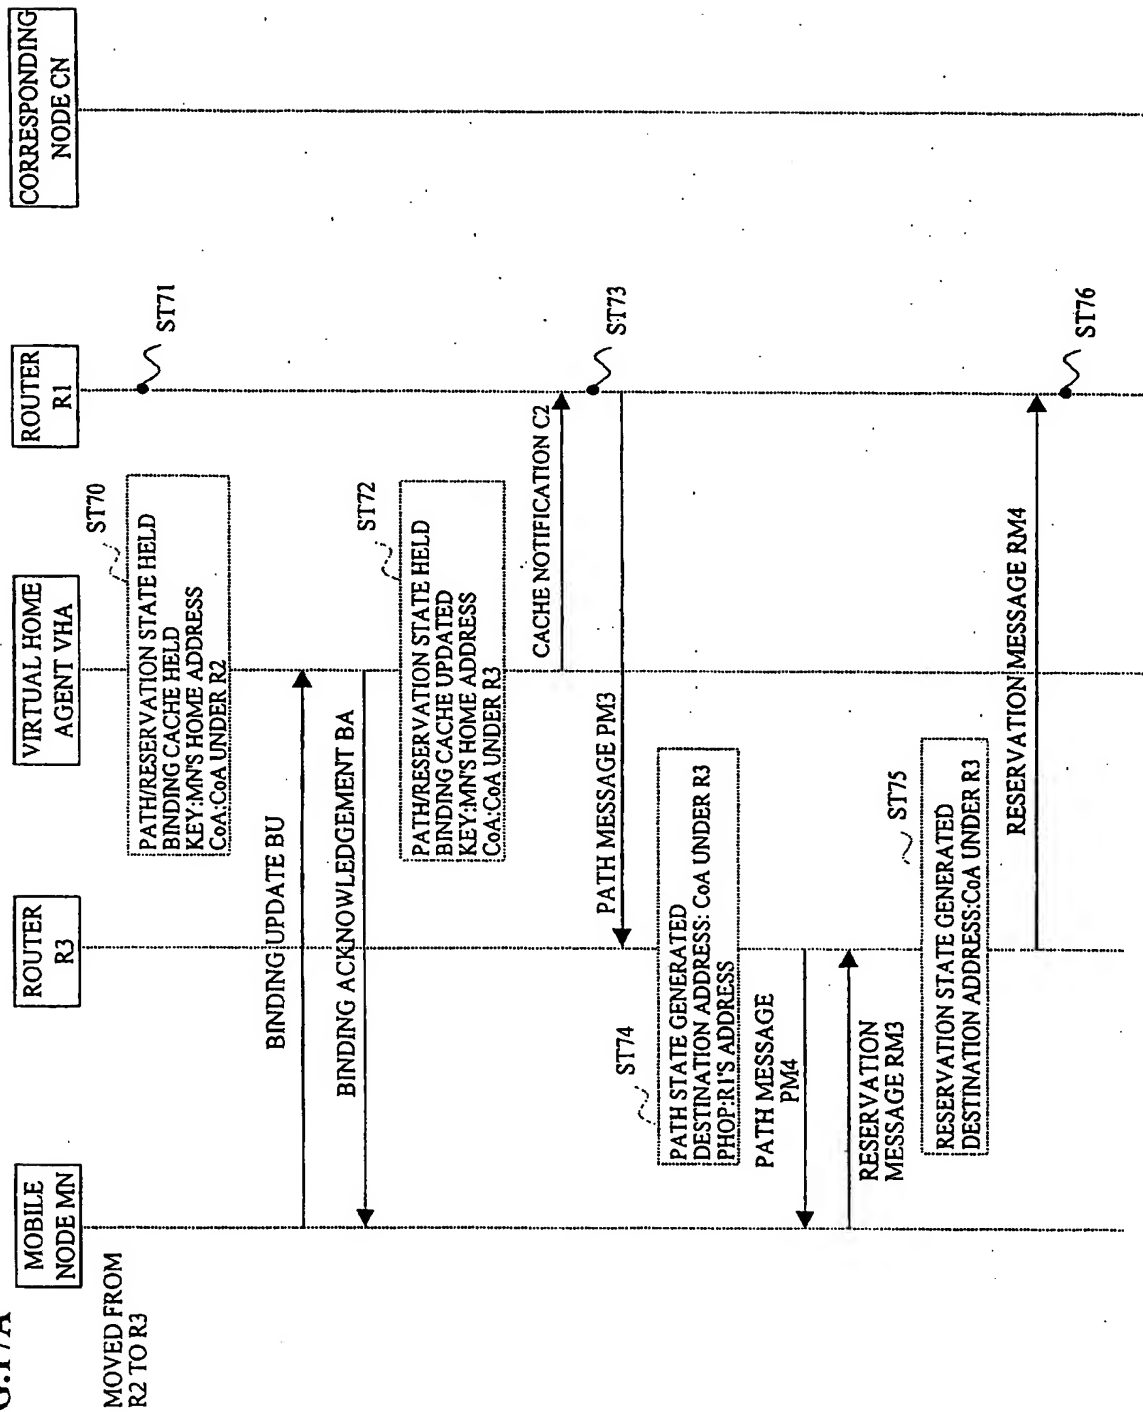 G.17A
MOVED FROM
R2 TO R3
MOBILE
NODE MN
ROUTER
R3
VIRTUAL HOME
AGENT VHA
ROUTER
R1
CORRESPONDING
NODE CN
ST70
PATH/RESERVATION STATE HELD
BINDING CACHE HELD
KEY:MN'S HOME ADDRESS
CoA:CoA UNDER R2
ST71
BINDING UPDATE BU
BINDING ACKNOWLEDGEMENT BA
ST72
PATH/RESERVATION STATE HELD
BINDING CACHE UPDATED
KEY:MN'S HOME ADDRESS
CoA:CoA UNDER R3
CACHE NOTIFICATION C2
ST73
PATH MESSAGE PM3
ST74
PATH STATE GENERATED
DESTINATION ADDRESS: CoA UNDER R3
PHOP:R1'S ADDRESS
PATH MESSAGE
PM4
RESERVATION
MESSAGE RM3
ST75
RESERVATION STATE GENERATED
DESTINATION ADDRESS:CoA UNDER R3
RESERVATION MESSAGE RM4
ST76